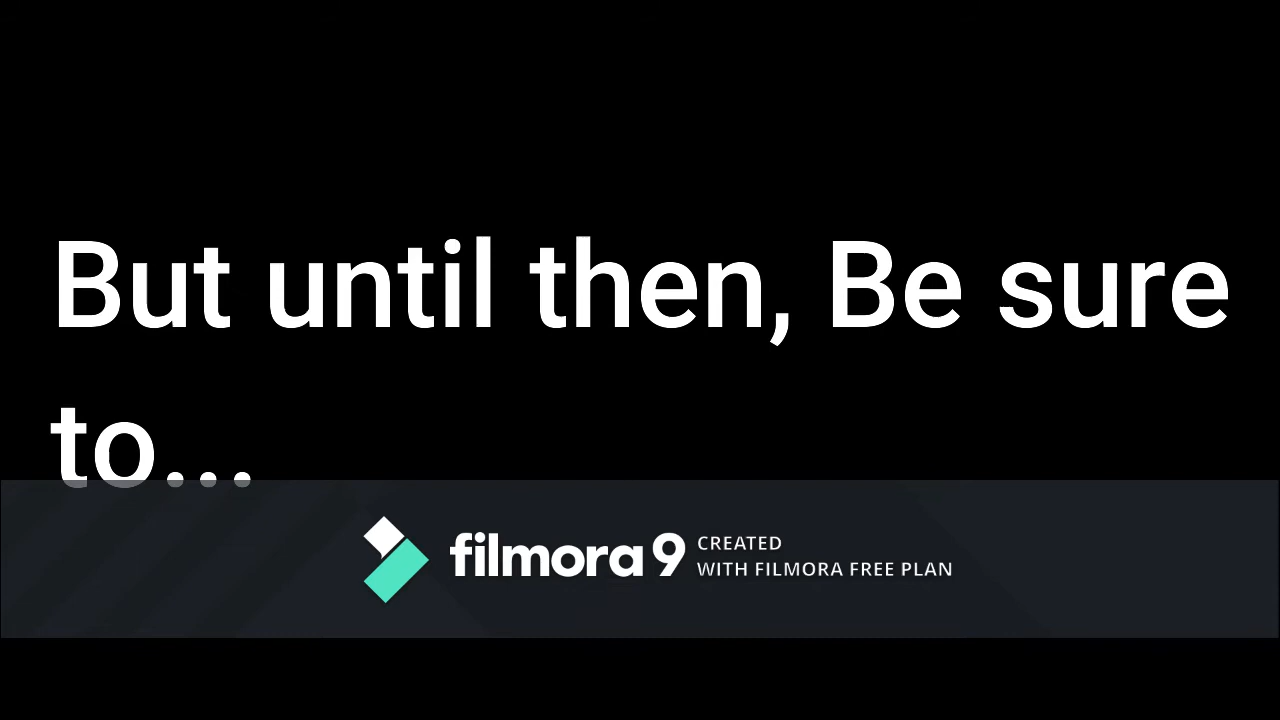 But until then, Be sure
to...
filmora 9 CREATED
WITH FILMORA FREE PLAN